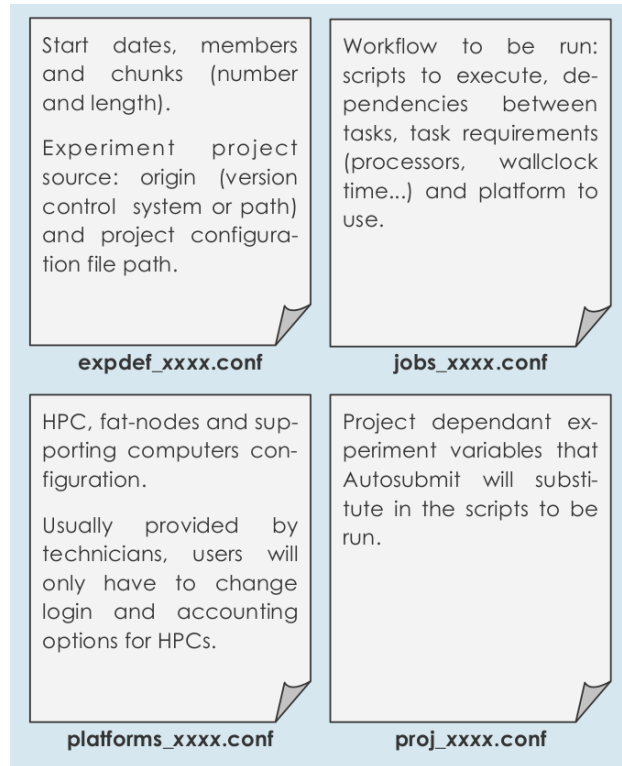 Start dates, members
and chunks (number
and length).
Experiment project
source: origin (version
control system or path)
and project configura-
tion file path.
expdef_xxxx.conf
Workflow to be run:
scripts to execute, de-
pendencies between
tasks, task requirements
(processors, wallclock
time...) and platform to
use.
jobs_xxxx.conf
HPC, fat-nodes and sup-
porting computers con-
figuration.
Usually provided by
technicians, users will
only have to change
login and accounting
options for HPCs.
platforms_xxxx.conf
Project dependant ex-
periment variables that
Autosubmit will substi-
tute in the scripts to be
run.
proj_xxxx.conf